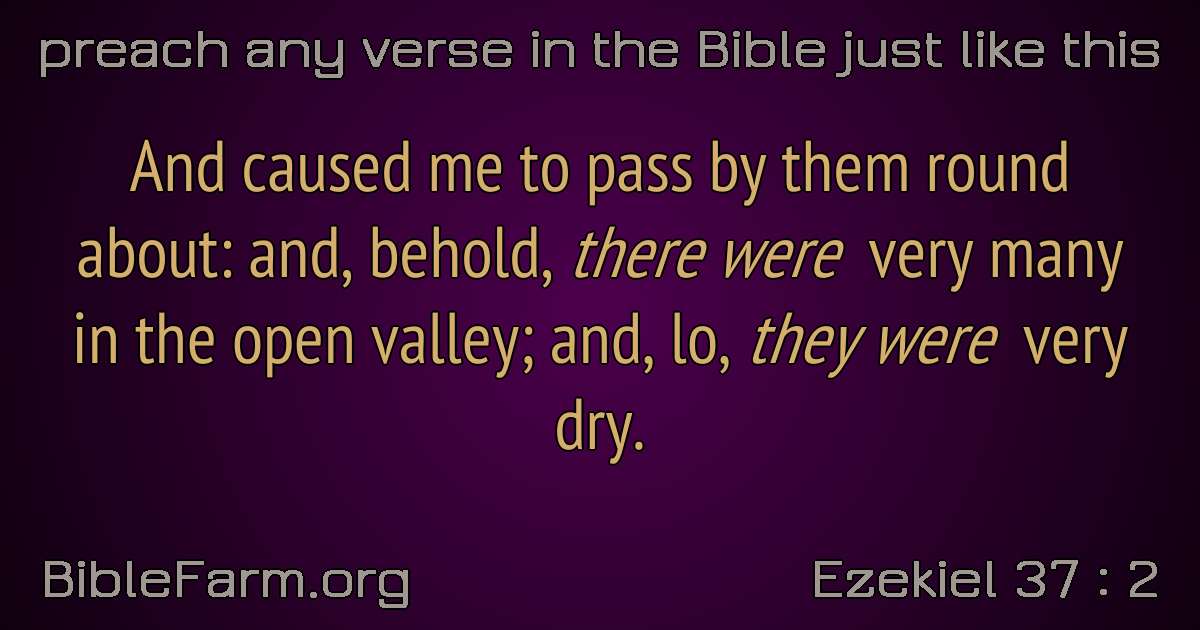 preach any verse in the Bible just like this
And caused me to pass by them round
about: and, behold, there were very many
in the open valley; and, lo, they were very
dry.
BibleFarm.org
Ezekiel 37 : 2